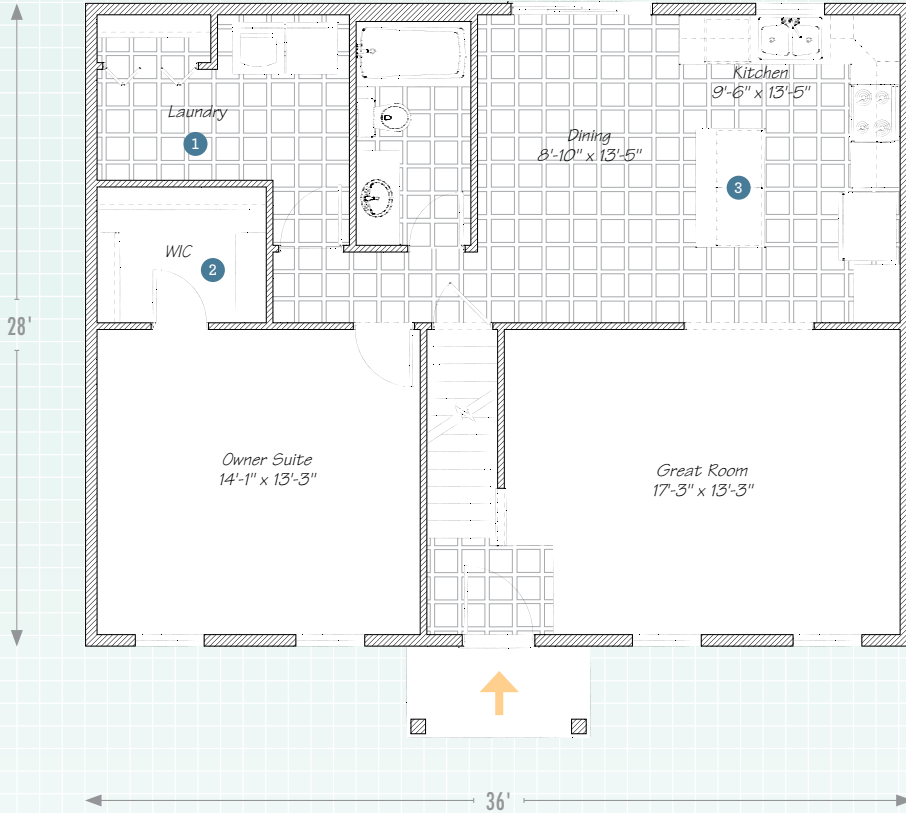 Kitchen
9'-6" x 13'-5"
Laundry
1
Dining
8'-10" x 13'-5"
3
WIC
2
28'
Owner Suite
14'-1" x 13'-3"
Great Room
17'-3" x 13'-3"
36'